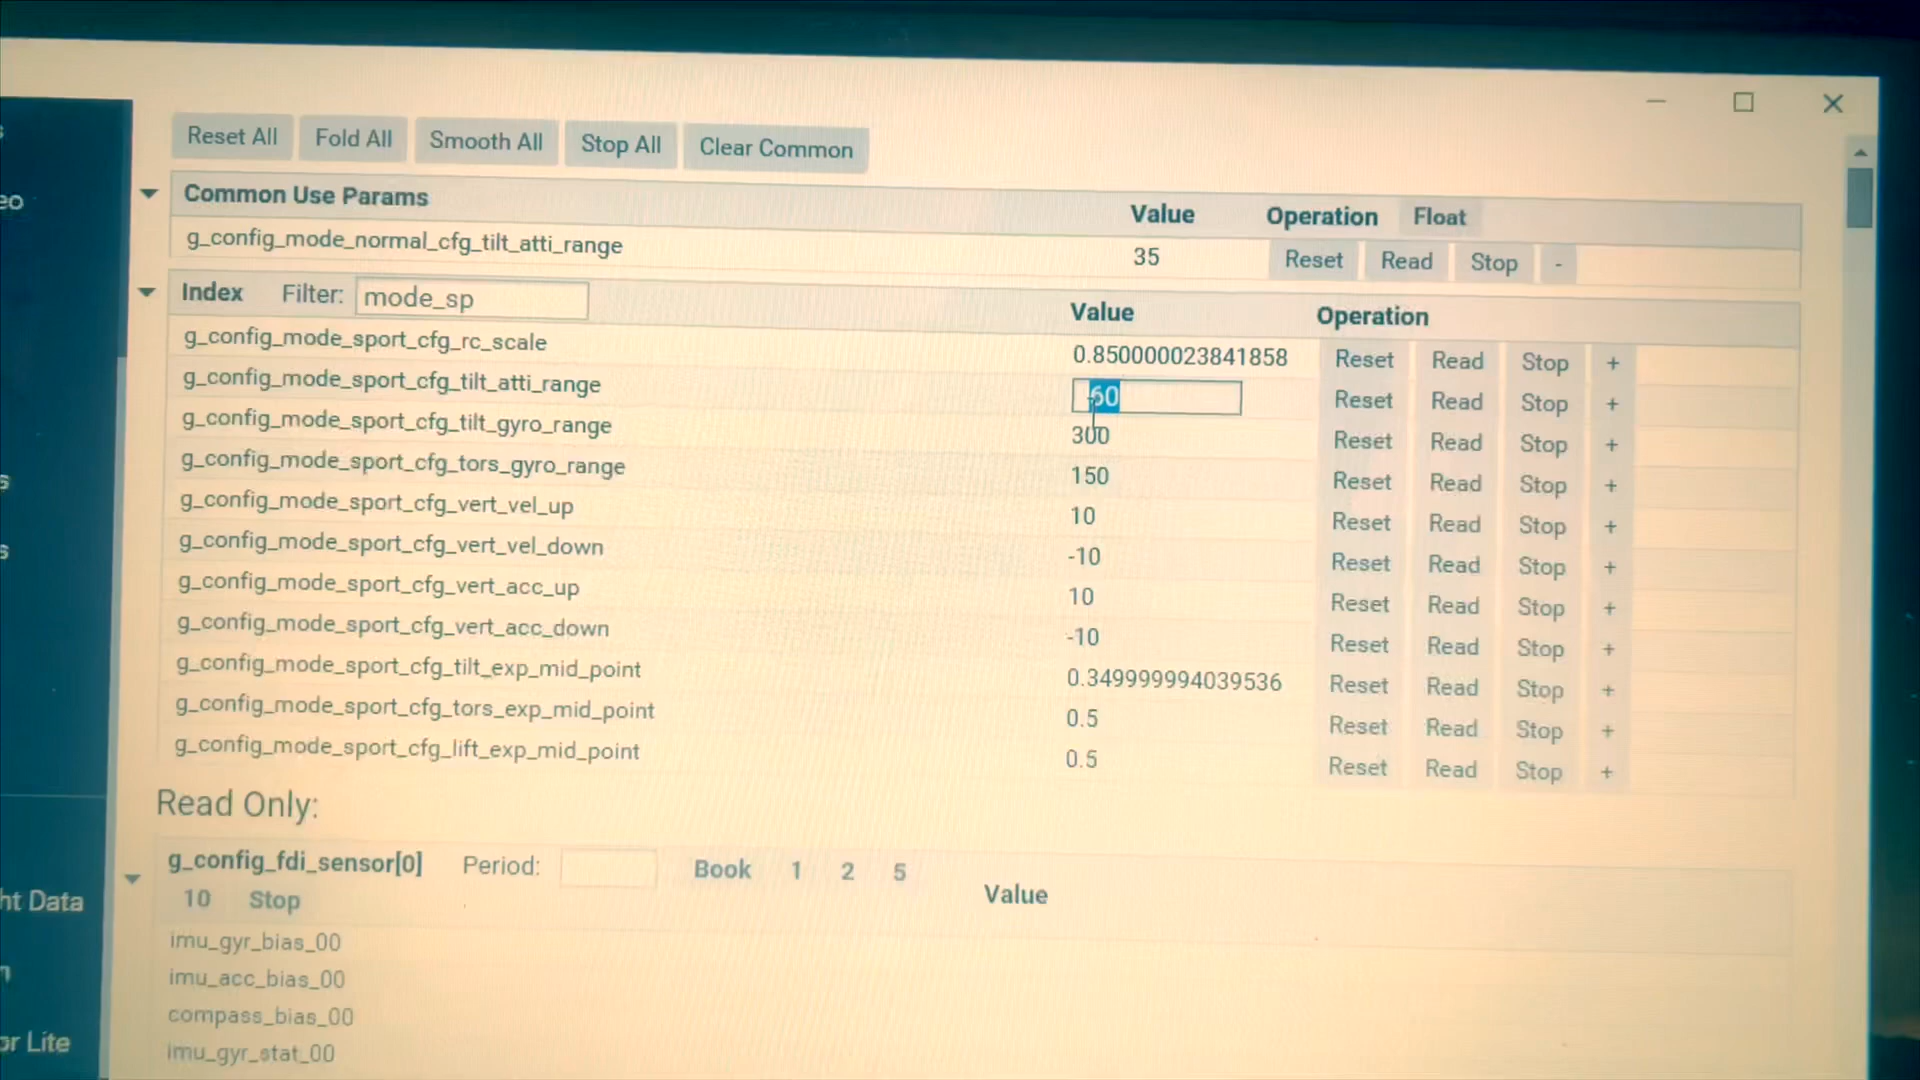 Reset All Fold All Smooth All Stop All Clear Common
Common Use Params Value Operation Float
g_config_mode_normal_cfg_tilt_atti_range 35 Reset Read Stop -
Index Filter: mode_sp Value Operation
g_config_mode_sport_cfg_rc_scale 0.850000023841858 Reset Read Stop +
g_config_mode_sport_cfg_tilt_atti_range 60 Reset Read Stop +
g_config_mode_sport_cfg_tilt_gyro_range 300 Reset Read Stop +
g_config_mode_sport_cfg_tors_gyro_range 150 Reset Read Stop +
g_config_mode_sport_cfg_vert_vel_up 10 Reset Read Stop +
g_config_mode_sport_cfg_vert_vel_down -10 Reset Read Stop +
g_config_mode_sport_cfg_vert_acc_up 10 Reset Read Stop +
g_config_mode_sport_cfg_vert_acc_down -10 Reset Read Stop +
g_config_mode_sport_cfg_tilt_exp_mid_point 0.349999994039536 Reset Read Stop +
g_config_mode_sport_cfg_tors_exp_mid_point 0.5 Reset Read Stop +
g_config_mode_sport_cfg_lift_exp_mid_point 0.5 Reset Read Stop +
Read Only:
g_config_fdi_sensor[0] Period: Book 1 2 5
10 Stop Value
imu_gyr_bias_00
imu_acc_bias_00
compass_bias_00
imu_gyr_stat_00
eo
ht Data
or Lite